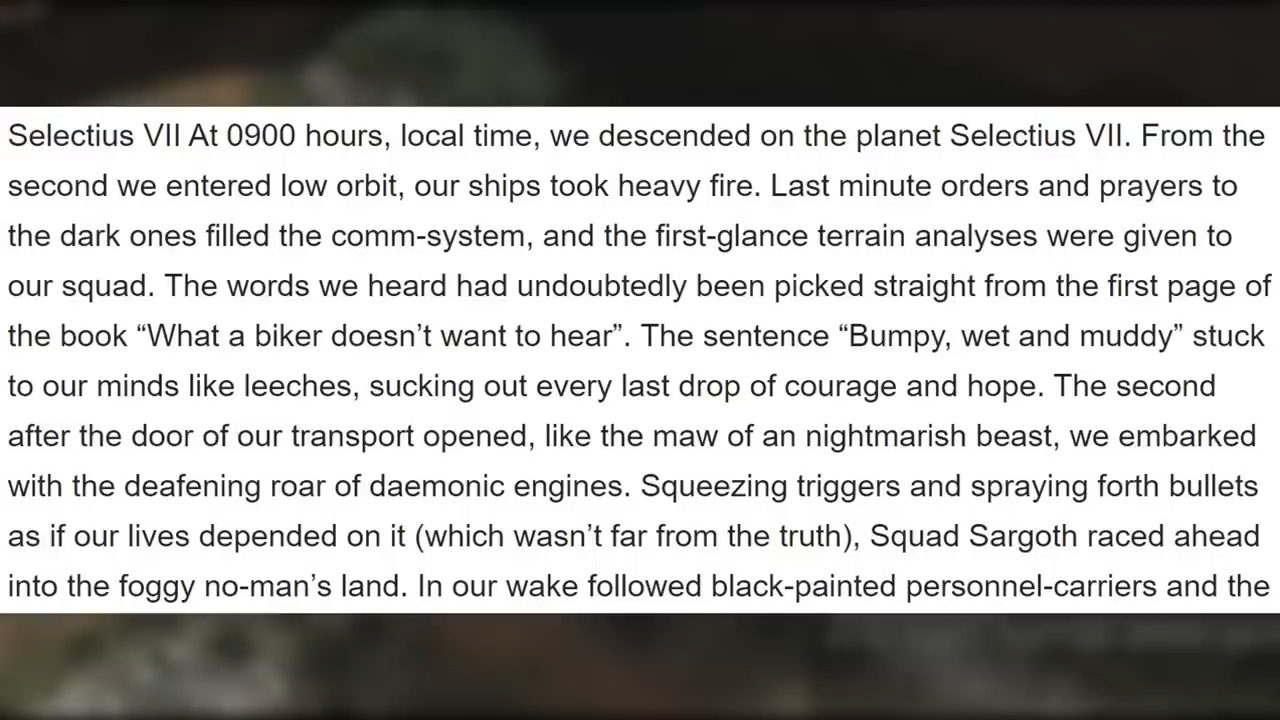 Selectius VII At 0900 hours, local time, we descended on the planet Selectius VII. From the
second we entered low orbit, our ships took heavy fire. Last minute orders and prayers to
the dark ones filled the comm-system, and the first-glance terrain analyses were given to
our squad. The words we heard had undoubtedly been picked straight from the first page of
the book “What a biker doesn’t want to hear”. The sentence “Bumpy, wet and muddy” stuck
to our minds like leeches, sucking out every last drop of courage and hope. The second
after the door of our transport opened, like the maw of an nightmarish beast, we embarked
with the deafening roar of daemonic engines. Squeezing triggers and spraying forth bullets
as if our lives depended on it (which wasn’t far from the truth), Squad Sargoth raced ahead
into the foggy no-man’s land. In our wake followed black-painted personnel-carriers and the